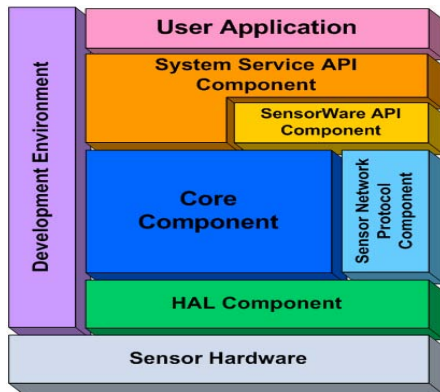 User Application
System Service API
Component
SensorWare API
Component
Development Environment
Core
Component
Sensor Network
Protocol
Component
HAL Component
Sensor Hardware